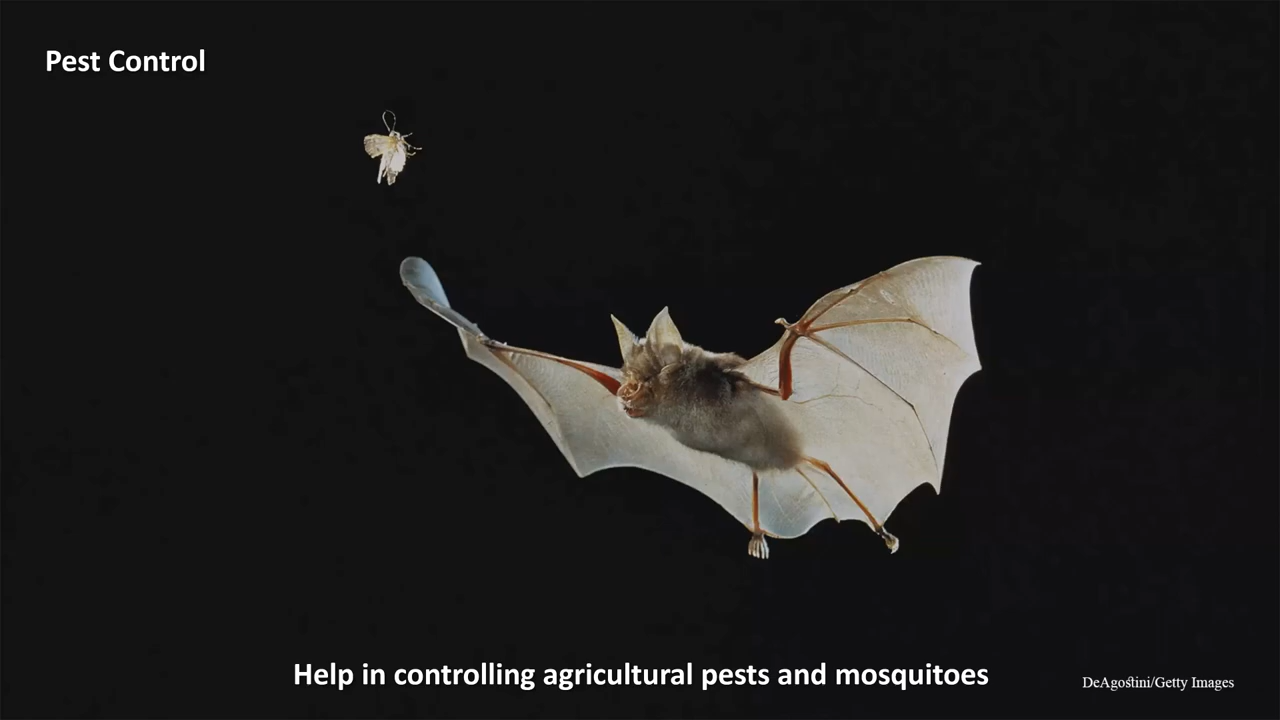 Pest Control
Help in controlling agricultural pests and mosquitoes
DeAgostini/Getty Images